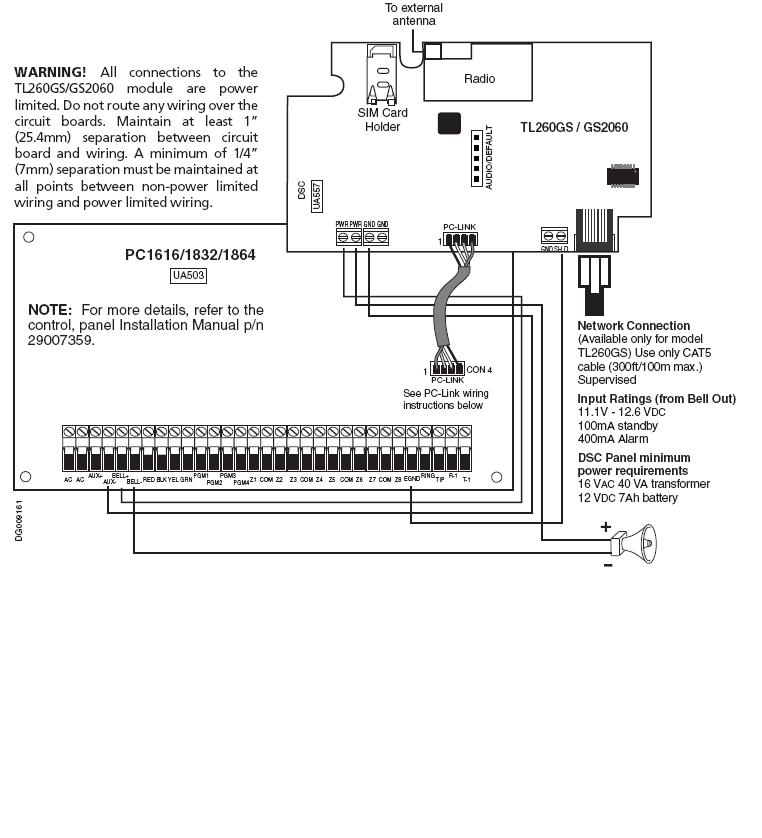 To external
antenna
WARNING! All connections to the
TL260GS/GS2060 module are power
limited. Do not route any wiring over the
circuit boards. Maintain at least 1”
(25.4mm) separation between circuit
board and wiring. A minimum of 1/4”
(7mm) separation must be maintained at
all points between non-power limited
wiring and power limited wiring.
Radio
SIM Card
Holder
TL260GS / GS2060
AUDIO/DEFAULT
DSC
UA557
PWR PWR GND GND
PC-LINK
1
GND SHLD
PC1616/1832/1864
UA503
NOTE: For more details, refer to the
control, panel Installation Manual p/n
29007359.
1
CON 4
PC-LINK
See PC-Link wiring
instructions below
Network Connection
(Available only for model
TL260GS) Use only CAT5
cable (300ft/100m max.)
Supervised
Input Ratings (from Bell Out)
11.1V - 12.6 VDC
100mA standby
400mA Alarm
DSC Panel minimum
power requirements
16 VAC 40 VA transformer
12 VDC 7Ah battery
AC AC AUX+ AUX- BELL+ BELL- RED BLK YEL GRN PGM1 PGM2 PGM3 PGM4 Z1 COM Z2 Z3 COM Z4 Z5 COM Z6 Z7 COM Z8 EGND RING TIP R-1 T-1
DG009161
+
–